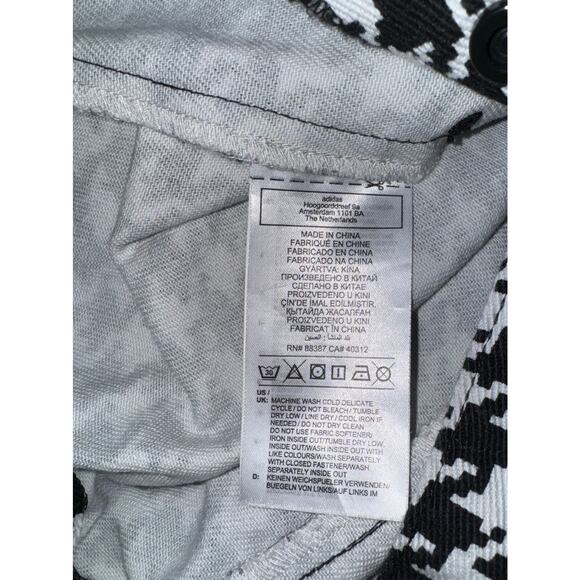 adidas
Hoogoorddreef 9a
Amsterdam 1101 BA
The Netherlands
MADE IN CHINA
FABRIQUÉ EN CHINE
FABRICADO EN CHINA
FABRICADO NA CHINA
GYÁRTVA: KÍNA
ПРОИЗВЕДЕНО В КИТАЙ
СДЕЛАНО В КИТАЕ
PROIZVEDENO U KINI
ÇİN'DE İMAL EDİLMİŞTİR.
ҚЫТАЙДА ЖАСАЛҒАН
PROIZVEDENO U KINI
FABRICAT ÎN CHINA
بلد المنشأ: الصين
RN# 88387 CA# 40312
30
US /
UK: MACHINE WASH COLD DELICATE
CYCLE / DO NOT BLEACH / TUMBLE
DRY LOW / LINE DRY / COOL IRON IF
NEEDED / DO NOT DRY CLEAN
DO NOT USE FABRIC SOFTENER/
IRON INSIDE OUT/TUMBLE DRY LOW.
INSIDE OUT/WASH INSIDE OUT WITH
LIKE COLOURS/WASH SEPARATELY
WITH CLOSED FASTENER/WASH
SEPARATELY INSIDE OUT
D: KEINEN WEICHSPUELER VERWENDEN/
BUEGELN VON LINKS/AUF LINKS IM